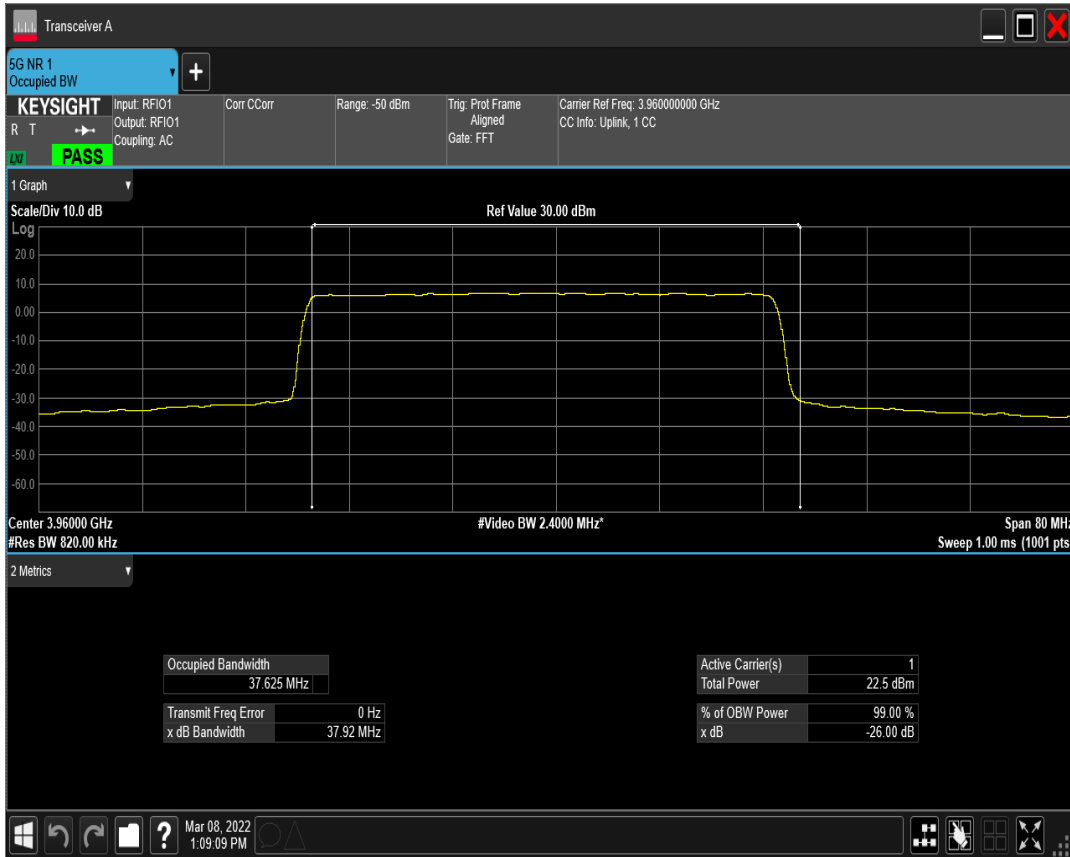 Transceiver A
5G NR 1
Occupied BW
+
KEYSIGHT
R T
LXI
PASS
Input: RFIO1
Output: RFIO1
Coupling: AC
Corr CCorr
Range: -50 dBm
Trig: Prot Frame
Aligned
Gate: FFT
Carrier Ref Freq: 3.960000000 GHz
CC Info: Uplink, 1 CC
1 Graph
Scale/Div 10.0 dB
Ref Value 30.00 dBm
Log
20.0
10.0
0.00
-10.0
-20.0
-30.0
-40.0
-50.0
-60.0
Center 3.96000 GHz
#Video BW 2.4000 MHz*
Span 80 MHz
#Res BW 820.00 kHz
Sweep 1.00 ms (1001 pts
2 Metrics
Occupied Bandwidth
37.625 MHz
Transmit Freq Error 0 Hz
x dB Bandwidth 37.92 MHz
Active Carrier(s) 1
Total Power 22.5 dBm
% of OBW Power 99.00 %
x dB -26.00 dB
?
Mar 08, 2022
1:09:09 PM